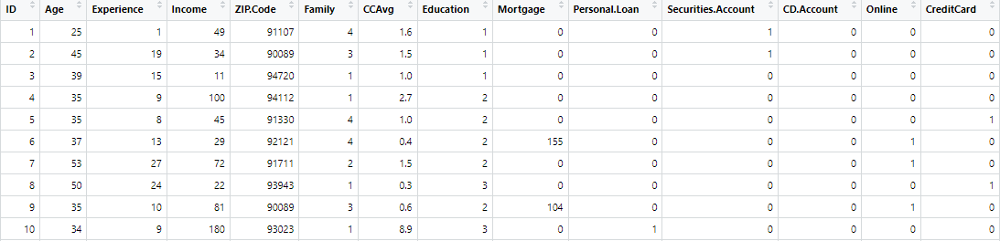 ID Age Experience Income ZIP.Code Family CCAvg Education Mortgage Personal.Loan Securities.Account CD.Account Online CreditCard
1 25 1 49 91107 4 1.6 1 0 0 1 0 0 0
2 45 19 34 90089 3 1.5 1 0 0 1 0 0 0
3 39 15 11 94720 1 1.0 1 0 0 0 0 0 0
4 35 9 100 94112 1 2.7 2 0 0 0 0 0 0
5 35 8 45 91330 4 1.0 2 0 0 0 0 0 1
6 37 13 29 92121 4 0.4 2 155 0 0 0 1 0
7 53 27 72 91711 2 1.5 2 0 0 0 0 1 0
8 50 24 22 93943 1 0.3 3 0 0 0 0 0 1
9 35 10 81 90089 3 0.6 2 104 0 0 0 1 0
10 34 9 180 93023 1 8.9 3 0 1 0 0 0 0